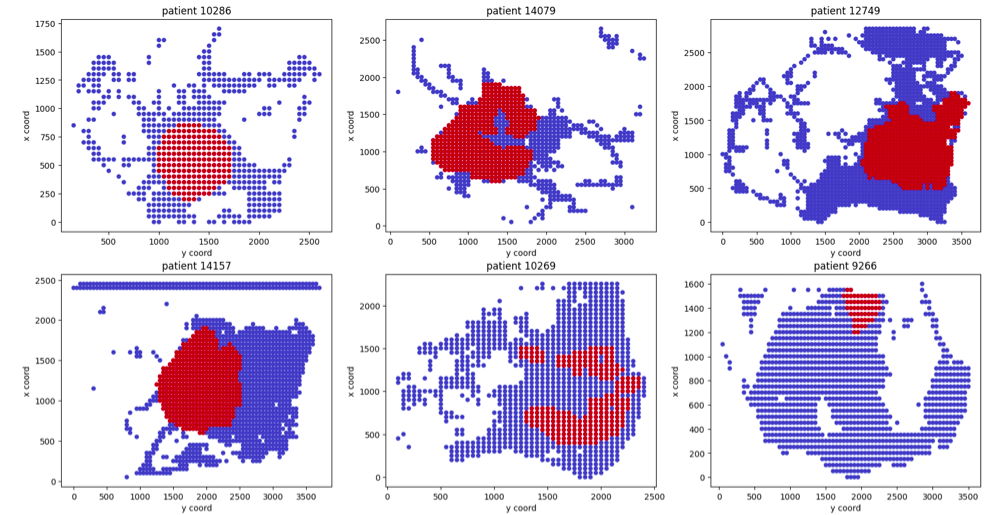 patient 10286
patient 14079
patient 12749
1750
1500
1250
1000
750
500
250
0
x coord
500 1000 1500 2000 2500
y coord
2500
2000
1500
1000
500
0
x coord
0 500 1000 1500 2000 2500 3000
y coord
2500
2000
1500
1000
500
0
x coord
0 500 1000 1500 2000 2500 3000 3500
y coord
patient 14157
patient 10269
patient 9266
2500
2000
1500
1000
500
0
x coord
0 500 1000 1500 2000 2500 3000 3500
y coord
2000
1500
1000
500
0
x coord
0 500 1000 1500 2000 2500
y coord
1600
1400
1200
1000
800
600
400
200
0
x coord
0 500 1000 1500 2000 2500 3000 3500
y coord